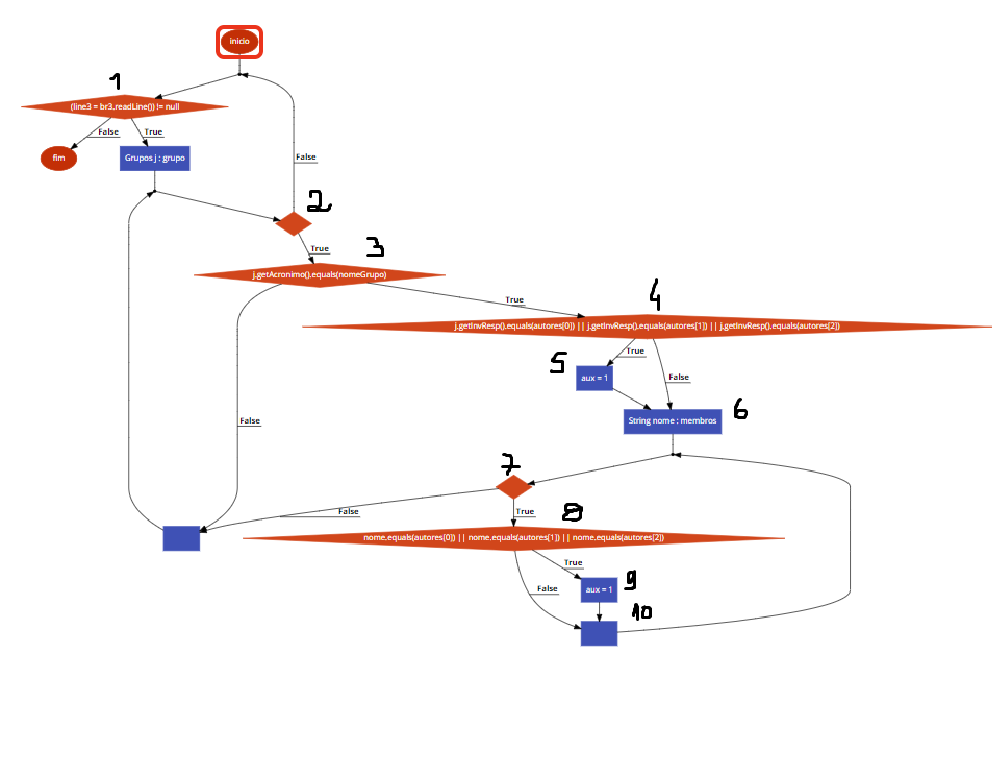 inicio
1
(line3 = br3.readLine()) != null
False
True
fim
Grupos j : grupo
False
2
True
3
j.getAcronimo().equals(nomeGrupo)
True
4
j.getInvResp().equals(autores[0]) || j.getInvResp().equals(autores[1]) || j.getInvResp().equals(autores[2])
5
True
aux = 1
False
6
String nome : membros
False
7
False
True
8
nome.equals(autores[0]) || nome.equals(autores[1]) || nome.equals(autores[2])
True
False
9
aux = 1
10